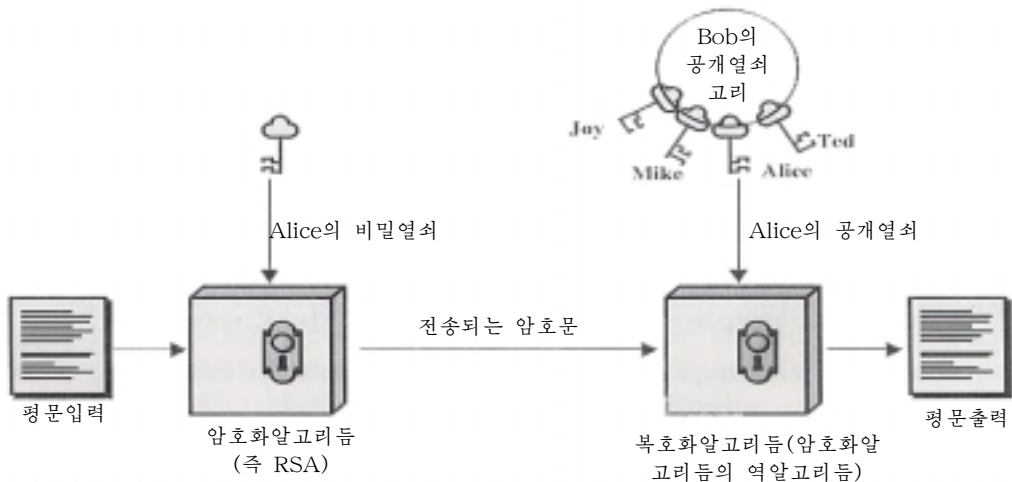 Bob의
공개열쇠
고리
Joy
Mike
Alice
Ted
Alice의 비밀열쇠
Alice의 공개열쇠
전송되는 암호문
평문입력
암호화알고리듬
(즉 RSA)
복호화알고리듬(암호화알
고리듬의 역알고리듬)
평문출력